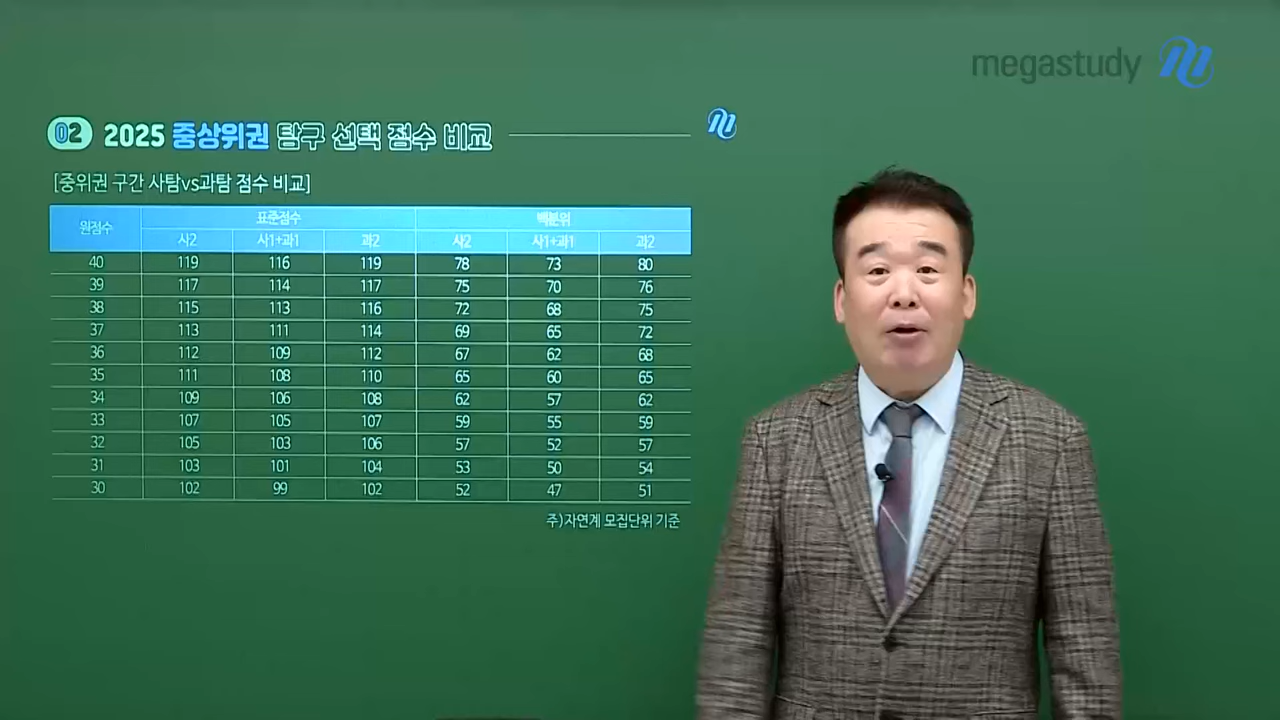 megastudy
02 2025 중상위권 탐구 선택 점수 비교
[중위권 구간 사탐vs과탐 점수 비교]
원점수 표준점수 백분위
사2 사1+과1 과2 사2 사1+과1 과2
40 119 116 119 78 73 80
39 117 114 117 75 70 76
38 115 113 116 72 68 75
37 113 111 114 69 65 72
36 112 109 112 67 62 68
35 111 108 110 65 60 65
34 109 106 108 62 57 62
33 107 105 107 59 55 59
32 105 103 106 57 52 57
31 103 101 104 53 50 54
30 102 99 102 52 47 51
주)자연계 모집단위 기준